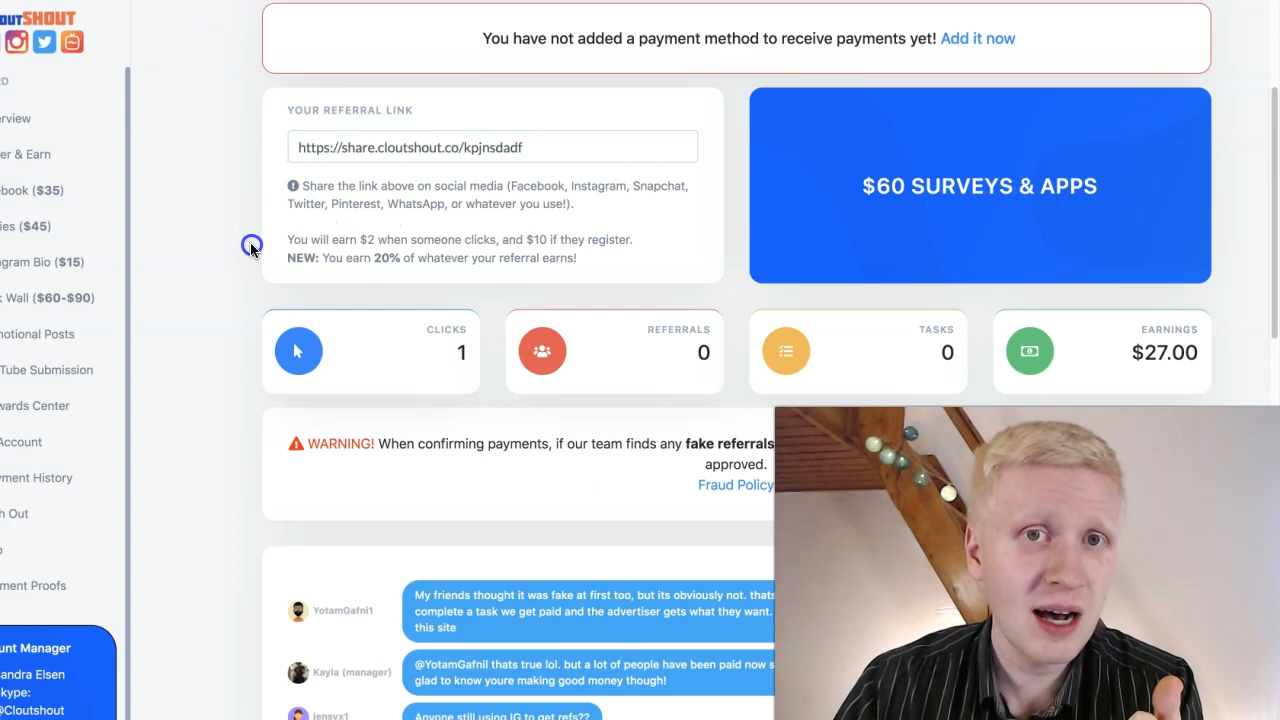 OUTSHOUT
You have not added a payment method to receive payments yet! Add it now
RD
erview
er & Earn
book ($35)
ies ($45)
gram Bio ($15)
k Wall ($60-$90)
notional Posts
Tube Submission
wards Center
Account
yment History
h Out
o
ment Proofs
unt Manager
andra Elsen
kype:
@Cloutshout
YOUR REFERRAL LINK
https://share.cloutshout.co/kpjnsdadf
Share the link above on social media (Facebook, Instagram, Snapchat,
Twitter, Pinterest, WhatsApp, or whatever you use!).
You will earn $2 when someone clicks, and $10 if they register.
NEW: You earn 20% of whatever your referral earns!
$60 SURVEYS & APPS
CLICKS
1
REFERRALS
0
TASKS
0
EARNINGS
$27.00
WARNING! When confirming payments, if our team finds any fake referrals
approved.
Fraud Policy
YotamGafni1
My friends thought it was fake at first too, but its obviously not. thats
complete a task we get paid and the advertiser gets what they want.
this site
Kayla (manager)
@YotamGafnil thats true lol. but a lot of people have been paid now s
glad to know youre making good money though!
jensyx1
Anyone still using IG to get refs??